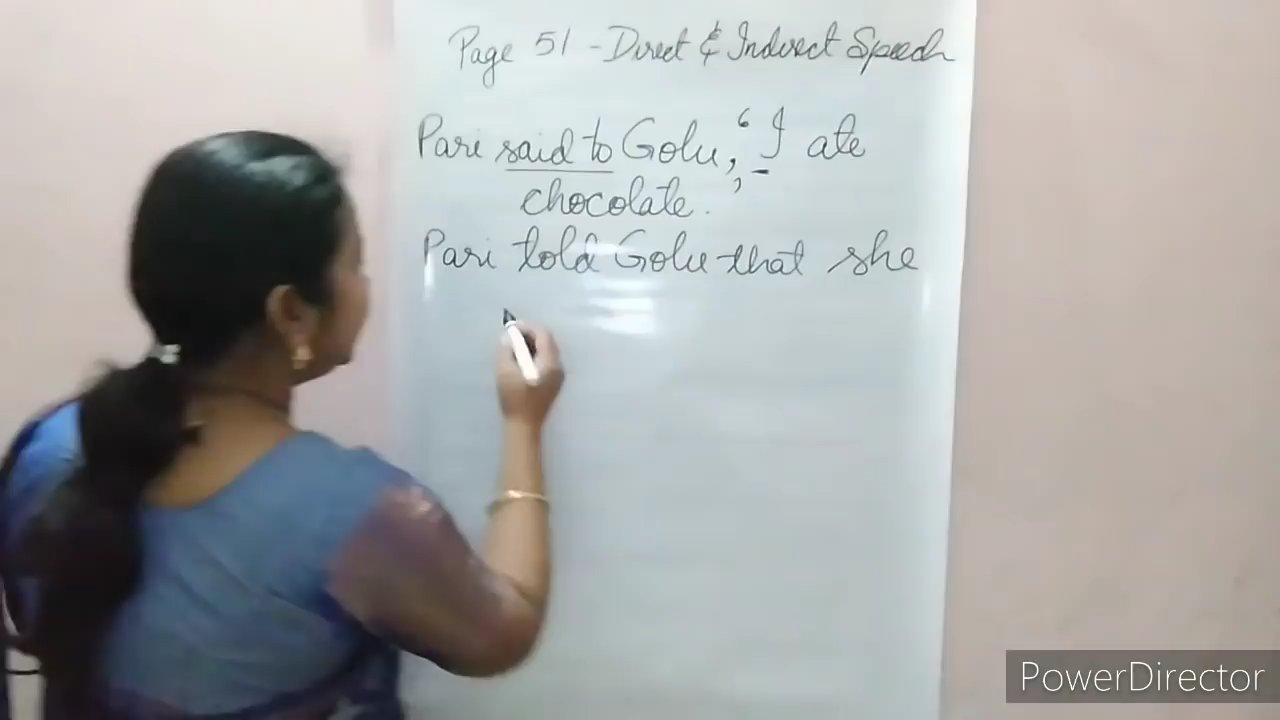 Page 51 - Direct & Indirect Speech
Pari said to Golu, ‘I ate
chocolate.’
Pari told Golu that she
PowerDirector